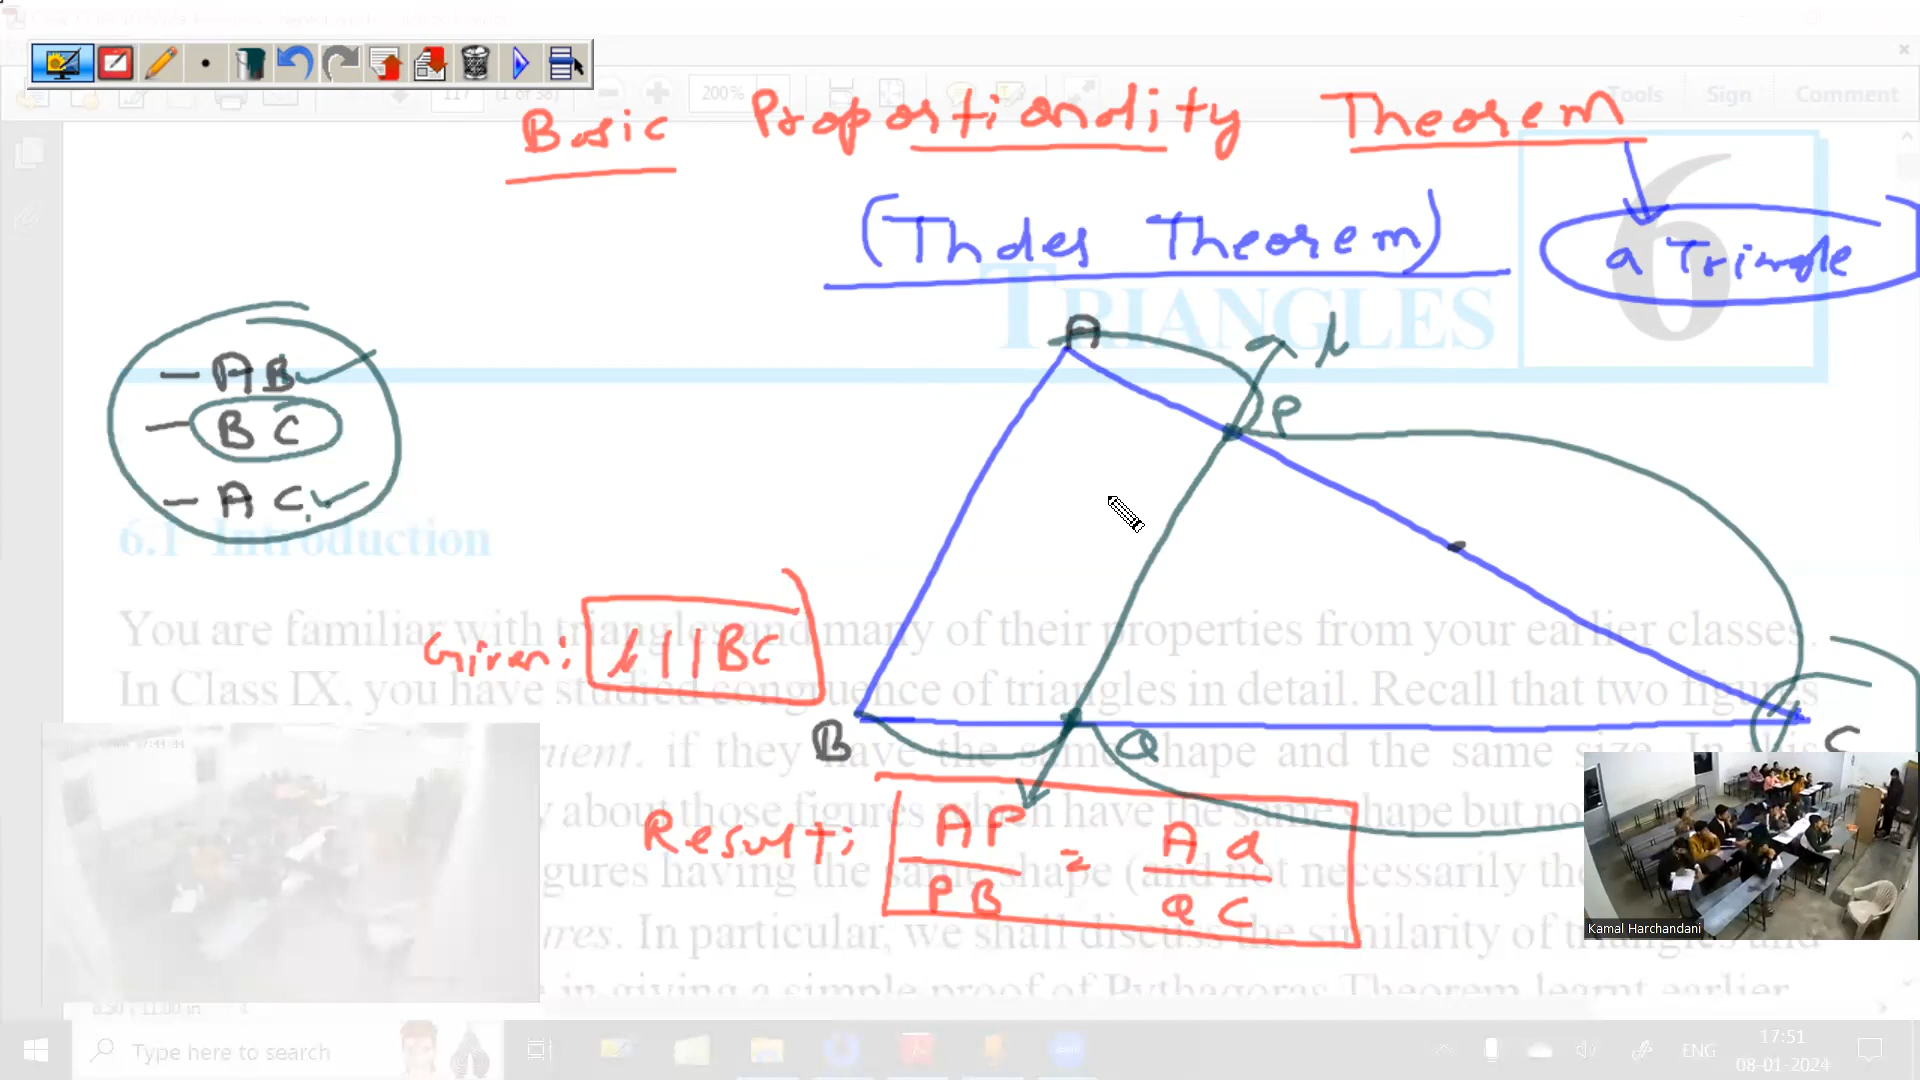 200%
Tools Sign Comment
Basic Proportionality Theorem
(Thales Theorem)
a Triangle
6
TRIANGLES
A
l
P
- AB
- BC
- AC
6.1 Introduction
You are familiar with triangles and many of their properties from your earlier classes.
Given: l || BC
In Class IX, you have studied congruence of triangles in detail. Recall that two figures
B
Q
C
if they have the same shape and the same size. In this
about those figures which have the same shape but no
Result: AP/PB = AQ/QC
gures having the same shape (and not necessarily the
Kamal Harchandani
ures. In particular, we shall discuss the similarity of triangles and
in giving a simple proof of Pythagoras Theorem learnt earlier
Type here to search
ENG
17:51
08-01-2024